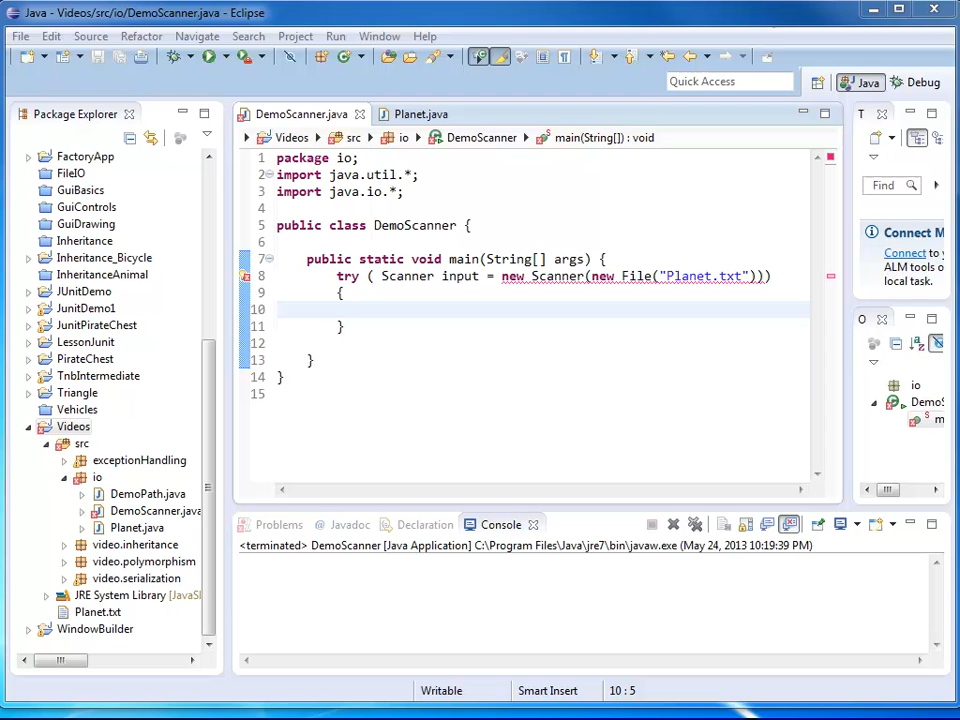 Java - Videos/src/io/DemoScanner.java - Eclipse
File Edit Source Refactor Navigate Search Project Run Window Help
Quick Access
Java
Debug
Package Explorer
FactoryApp
FileIO
GuiBasics
GuiControls
GuiDrawing
Inheritance
Inheritance_Bicycle
InheritanceAnimal
JUnitDemo
JunitDemo1
JunitPirateChest
LessonJunit
PirateChest
TnbIntermediate
Triangle
Vehicles
Videos
src
exceptionHandling
io
DemoPath.java
DemoScanner.java
Planet.java
video.inheritance
video.polymorphism
video.serialization
JRE System Library [JavaS
Planet.txt
WindowBuilder
DemoScanner.java
Planet.java
Videos src io DemoScanner main(String[]) : void
1 package io;
2 import java.util.*;
3 import java.io.*;
4
5 public class DemoScanner {
6
7 public static void main(String[] args) {
8 try ( Scanner input = new Scanner(new File("Planet.txt")))
9 {
10
11 }
12
13 }
14 }
15
Problems Javadoc Declaration Console
<terminated> DemoScanner [Java Application] C:\Program Files\Java\jre7\bin\javaw.exe (May 24, 2013 10:19:39 PM)
T
Find
Connect M
Connect to
ALM tools o
local task.
O
io
DemoS
m
Writable
Smart Insert
10 : 5